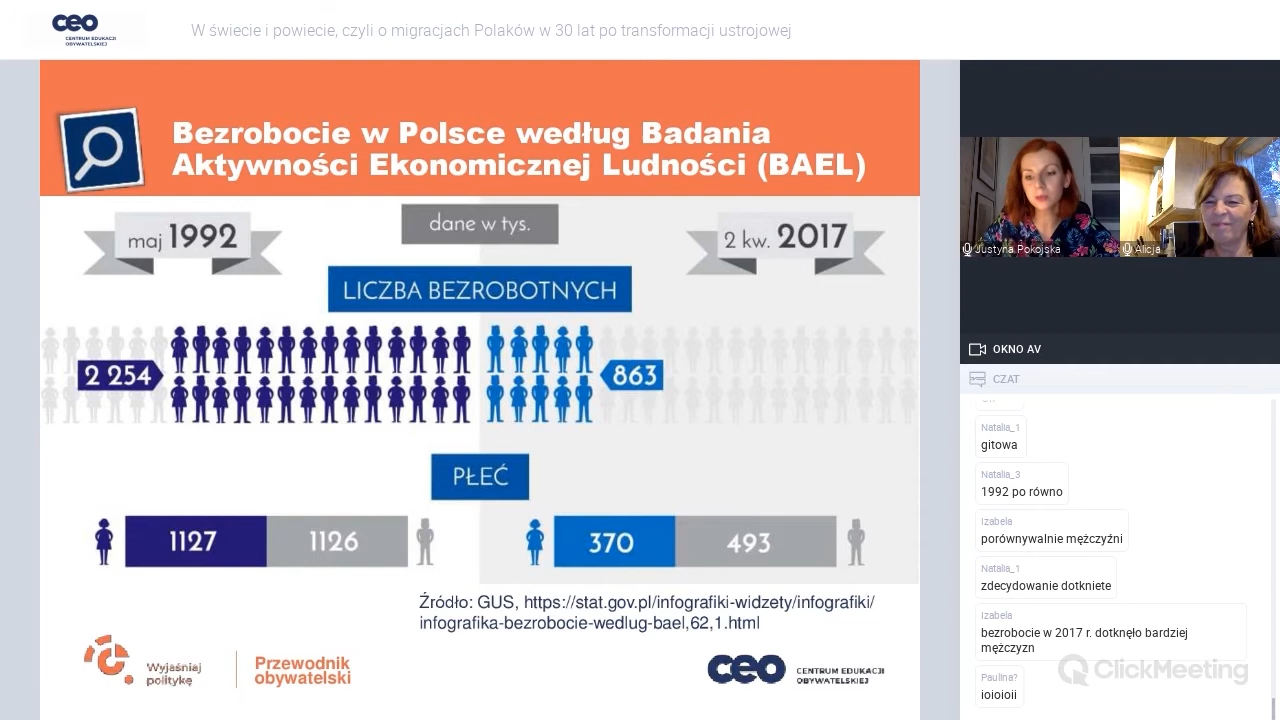 ceo
CENTRUM EDUKACJI
OBYWATELSKIEJ
W świecie i powiecie, czyli o migracjach Polaków w 30 lat po transformacji ustrojowej
Bezrobocie w Polsce według Badania
Aktywności Ekonomicznej Ludności (BAEL)
maj 1992
dane w tys.
2 kw. 2017
LICZBA BEZROBOTNYCH
2 254
863
PŁEĆ
1127
1126
370
493
Źródło: GUS, https://stat.gov.pl/infografiki-widzety/infografiki/
infografika-bezrobocie-wedlug-bael,62,1.html
Wyjaśniaj
politykę
Przewodnik
obywatelski
ceo
CENTRUM EDUKACJI
OBYWATELSKIEJ
Justyna Pokojska
Alicja
OKNO AV
CZAT
Natalia_1
gitowa
Natalia_3
1992 po równo
Izabela
porównywalnie mężczyźni
Natalia_1
zdecydowanie dotkniete
Izabela
bezrobocie w 2017 r. dotknęło bardziej
mężczyzn
ClickMeeting
Paulina?
ioioioii